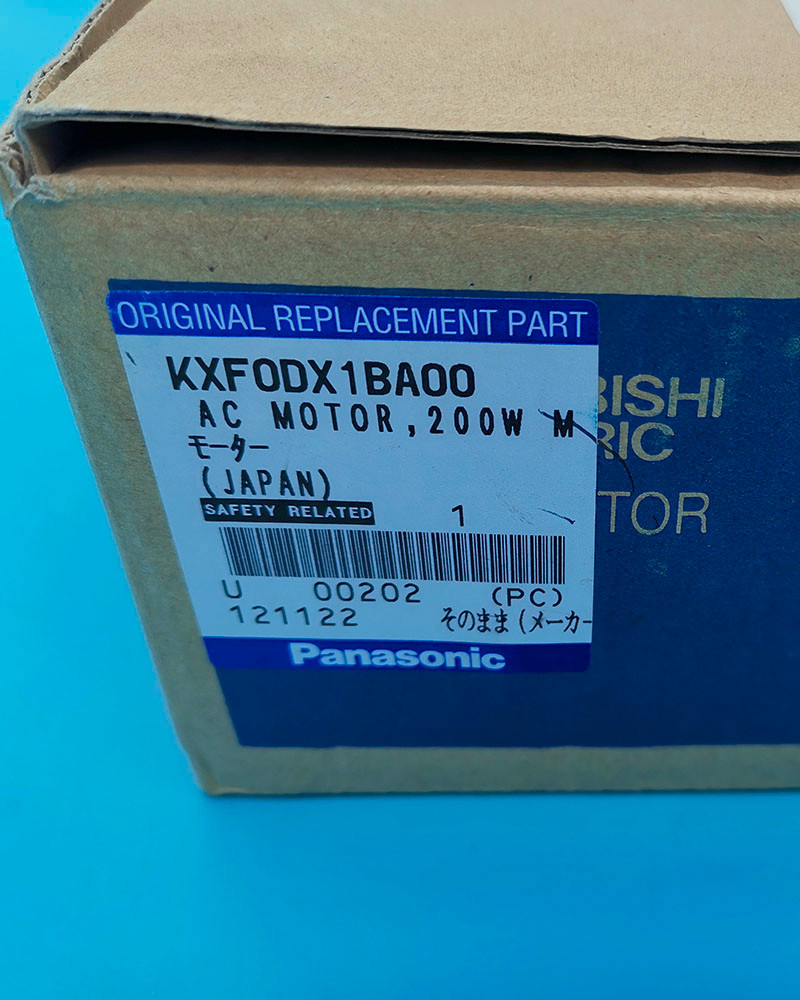 ORIGINAL REPLACEMENT PART
KXF0DX1BA00
AC MOTOR,200W M
モーター
(JAPAN)
SAFETY RELATED 1
U 00202 (PC)
121122 そのまま(メーカー
Panasonic
BISHI
RIC
TOR